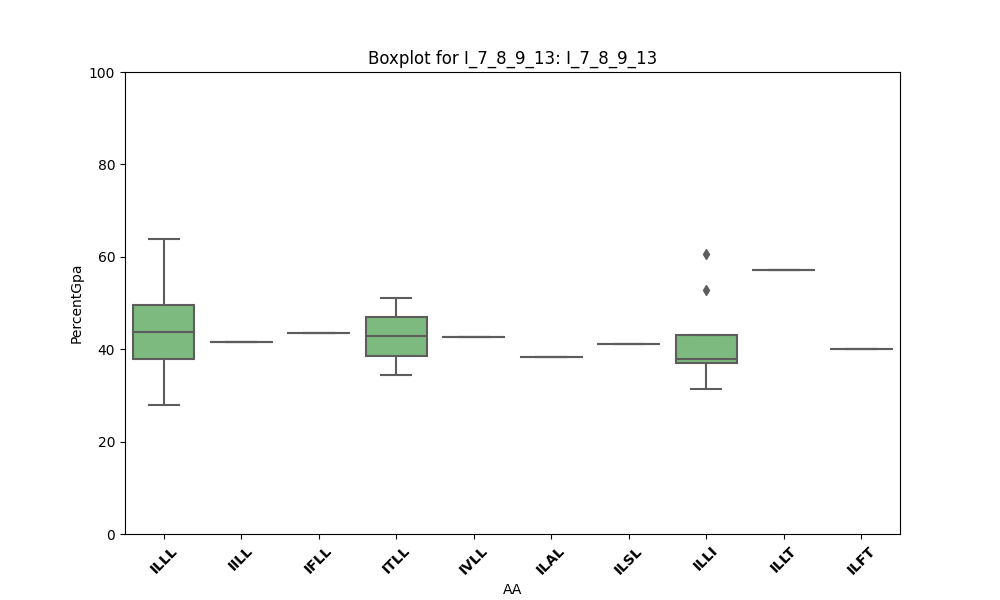 Boxplot for I_7_8_9_13: I_7_8_9_13
PercentGpa
100
80
60
40
20
0
ILLL
IILL
IFLL
ITLL
IVLL
ILAL
ILSL
ILLI
ILLT
ILFT
AA